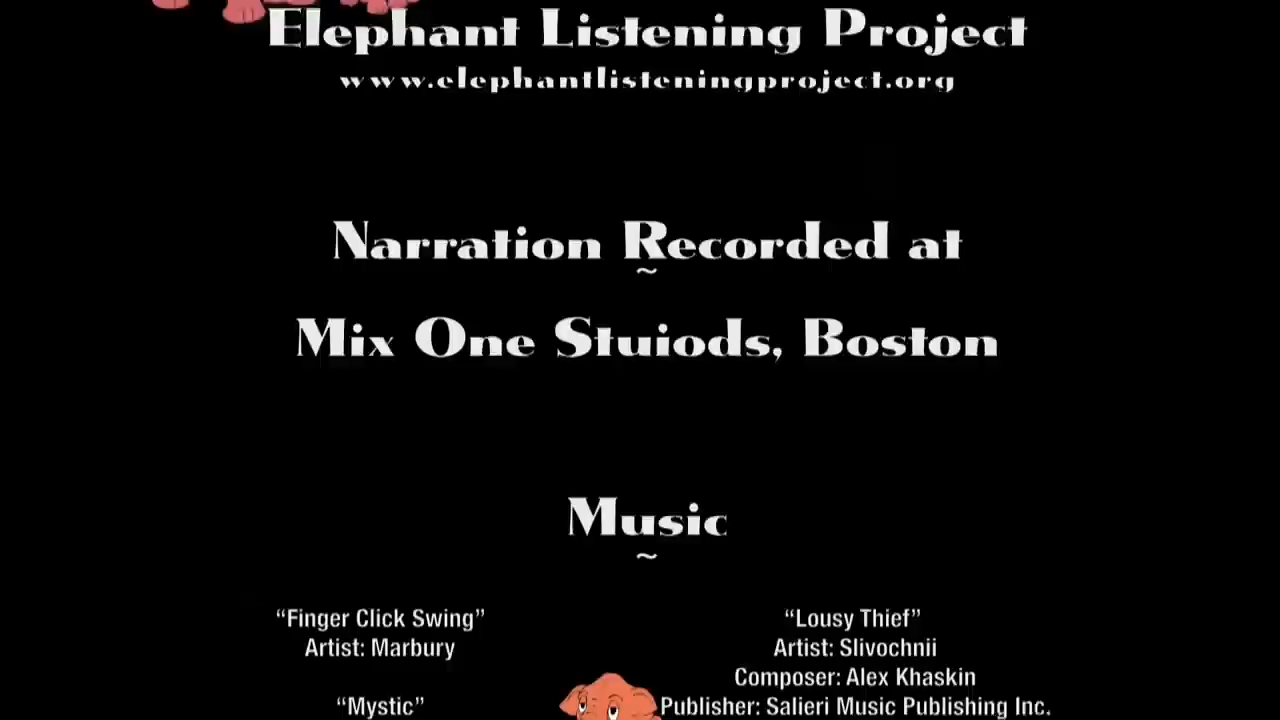 Elephant Listening Project
www.elephantlisteningproject.org
Narration Recorded at
~
Mix One Stuiods, Boston
Music
~
“Finger Click Swing”
Artist: Marbury
“Mystic”
“Lousy Thief”
Artist: Slivochnii
Composer: Alex Khaskin
Publisher: Salieri Music Publishing Inc.